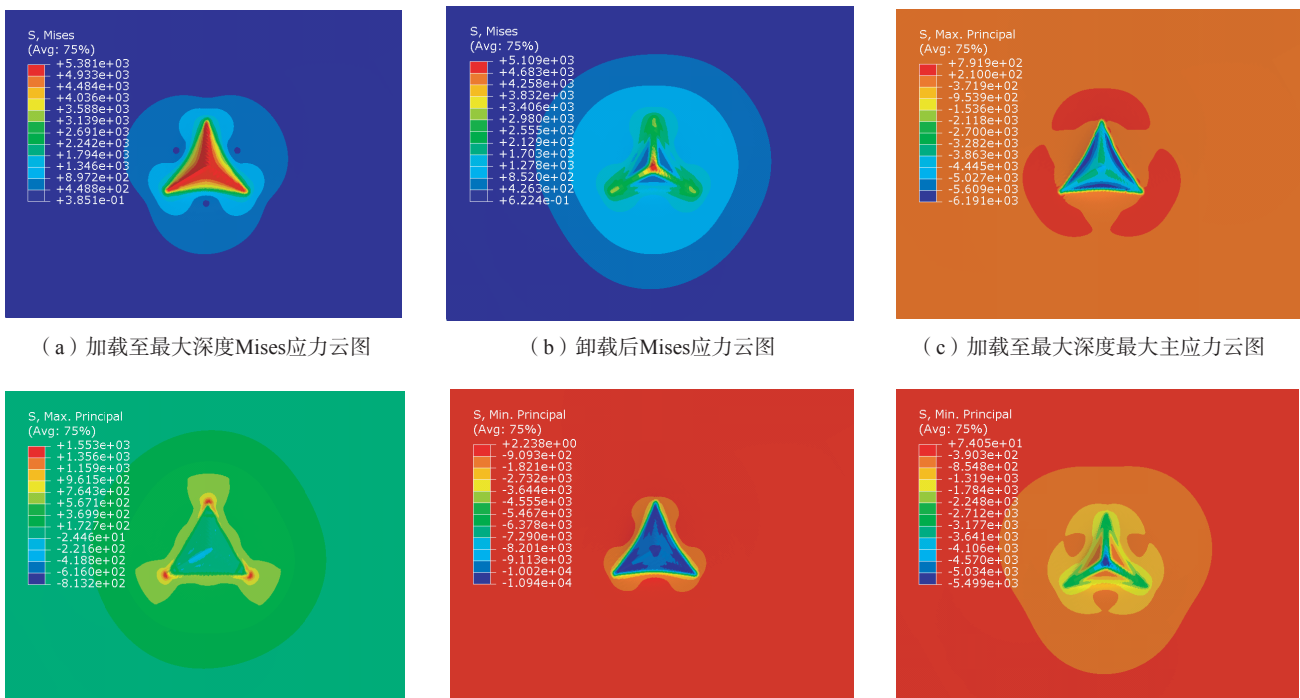 S, Mises
(Avg: 75%)
+5.381e+03
+4.933e+03
+4.484e+03
+4.036e+03
+3.588e+03
+3.139e+03
+2.691e+03
+2.242e+03
+1.794e+03
+1.346e+03
+8.972e+02
+4.488e+02
+3.851e-01
S, Mises
(Avg: 75%)
+5.109e+03
+4.683e+03
+4.258e+03
+3.832e+03
+3.406e+03
+2.980e+03
+2.555e+03
+2.129e+03
+1.703e+03
+1.278e+03
+8.520e+02
+4.263e+02
+6.224e-01
S, Max. Principal
(Avg: 75%)
+7.919e+02
+2.100e+02
-3.719e+02
-9.539e+02
-1.536e+03
-2.118e+03
-2.700e+03
-3.282e+03
-3.863e+03
-4.445e+03
-5.027e+03
-5.609e+03
-6.191e+03
（a）加载至最大深度Mises应力云图
（b）卸载后Mises应力云图
（c）加载至最大深度最大主应力云图
S, Max. Principal
(Avg: 75%)
+1.553e+03
+1.356e+03
+1.159e+03
+9.615e+02
+7.643e+02
+5.671e+02
+3.699e+02
+1.727e+02
-2.446e+01
-2.216e+02
-4.188e+02
-6.160e+02
-8.132e+02
S, Min. Principal
(Avg: 75%)
+2.238e+00
-9.093e+02
-1.821e+03
-2.732e+03
-3.644e+03
-4.555e+03
-5.467e+03
-6.378e+03
-7.290e+03
-8.201e+03
-9.113e+03
-1.002e+04
-1.094e+04
S, Min. Principal
(Avg: 75%)
+7.405e+01
-3.903e+02
-8.548e+02
-1.319e+03
-1.784e+03
-2.248e+03
-2.712e+03
-3.177e+03
-3.641e+03
-4.106e+03
-4.570e+03
-5.034e+03
-5.499e+03